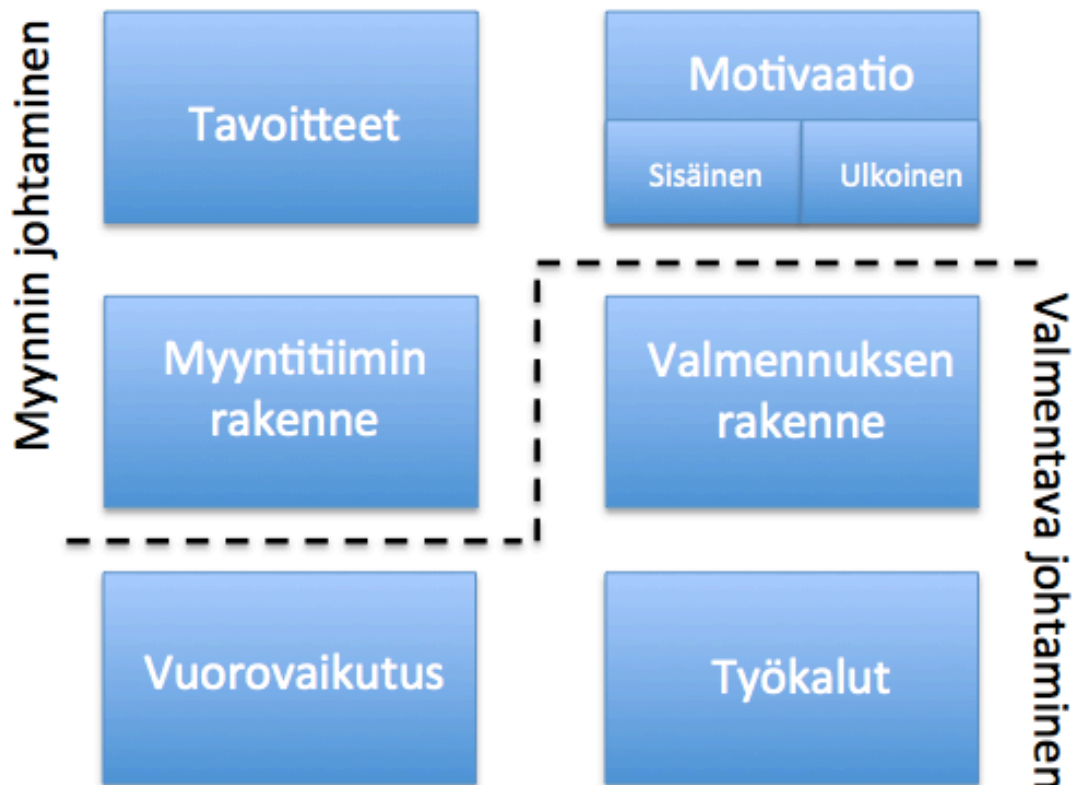 Myynnin johtaminen
Tavoitteet
Motivaatio
Sisäinen
Ulkoinen
Myyntitiimin
rakenne
Valmennuksen
rakenne
Valmentava johtaminen
Vuorovaikutus
Työkalut